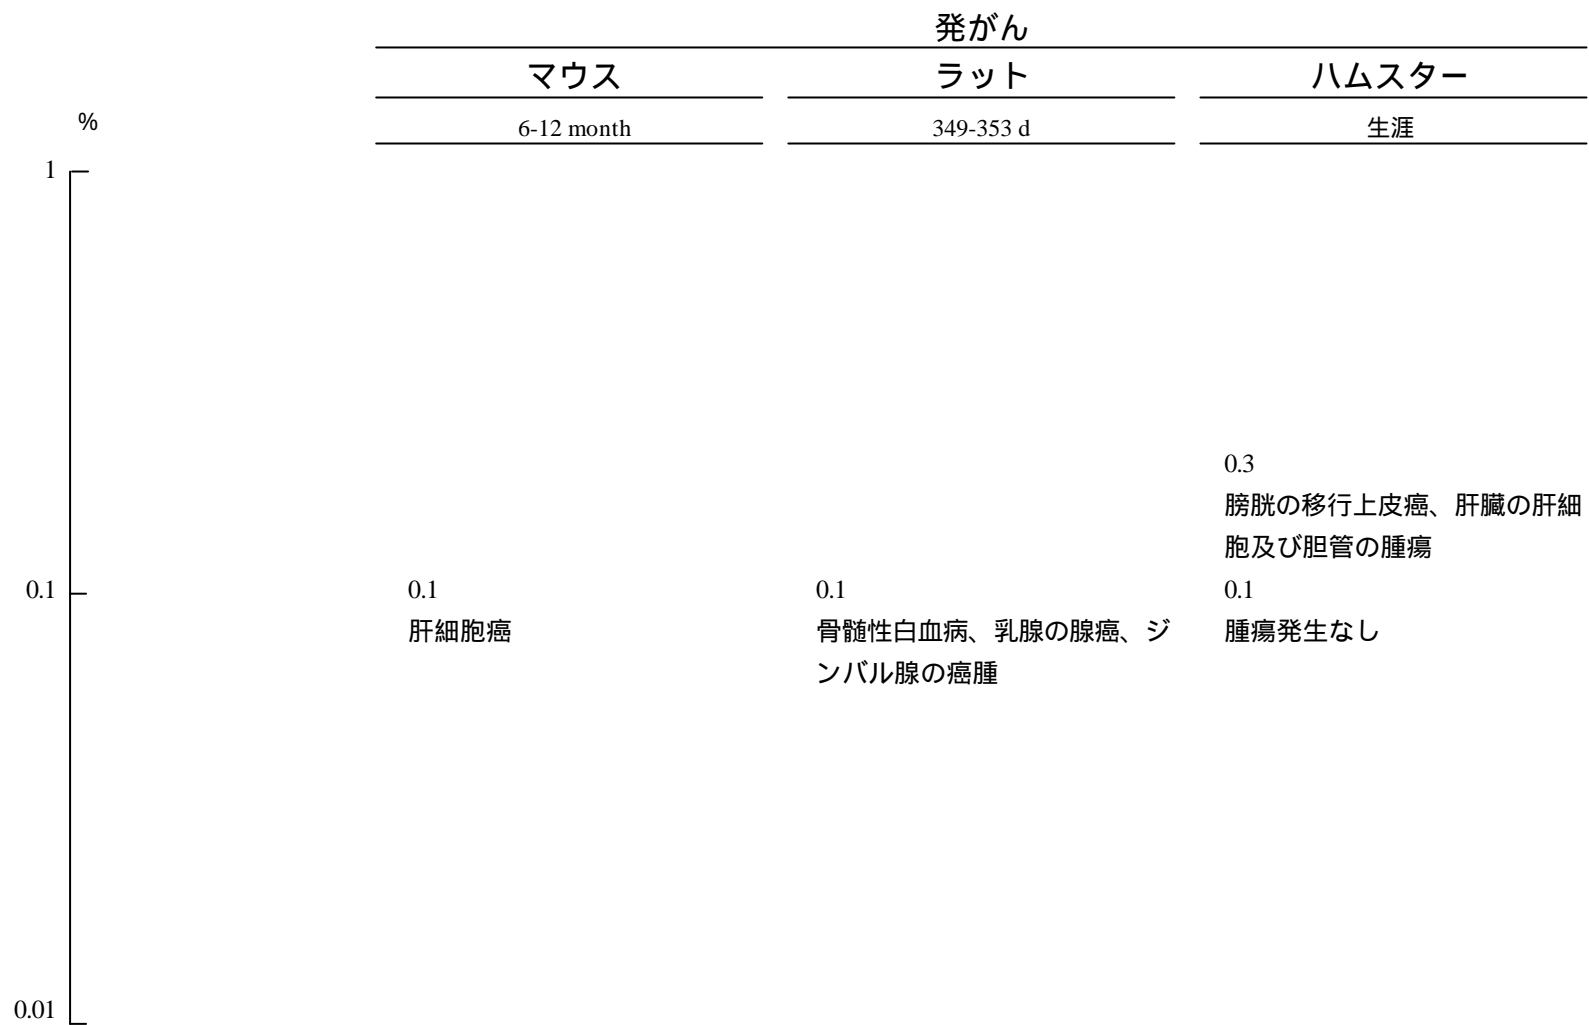 発がん
マウス
ラット
ハムスター
%
6-12 month
349-353 d
生涯
1
0.3
膀胱の移行上皮癌、肝臓の肝細
胞及び胆管の腫瘍
0.1
0.1
肝細胞癌
0.1
骨髄性白血病、乳腺の腺癌、ジ
ンバル腺の癌腫
0.1
腫瘍発生なし
0.01